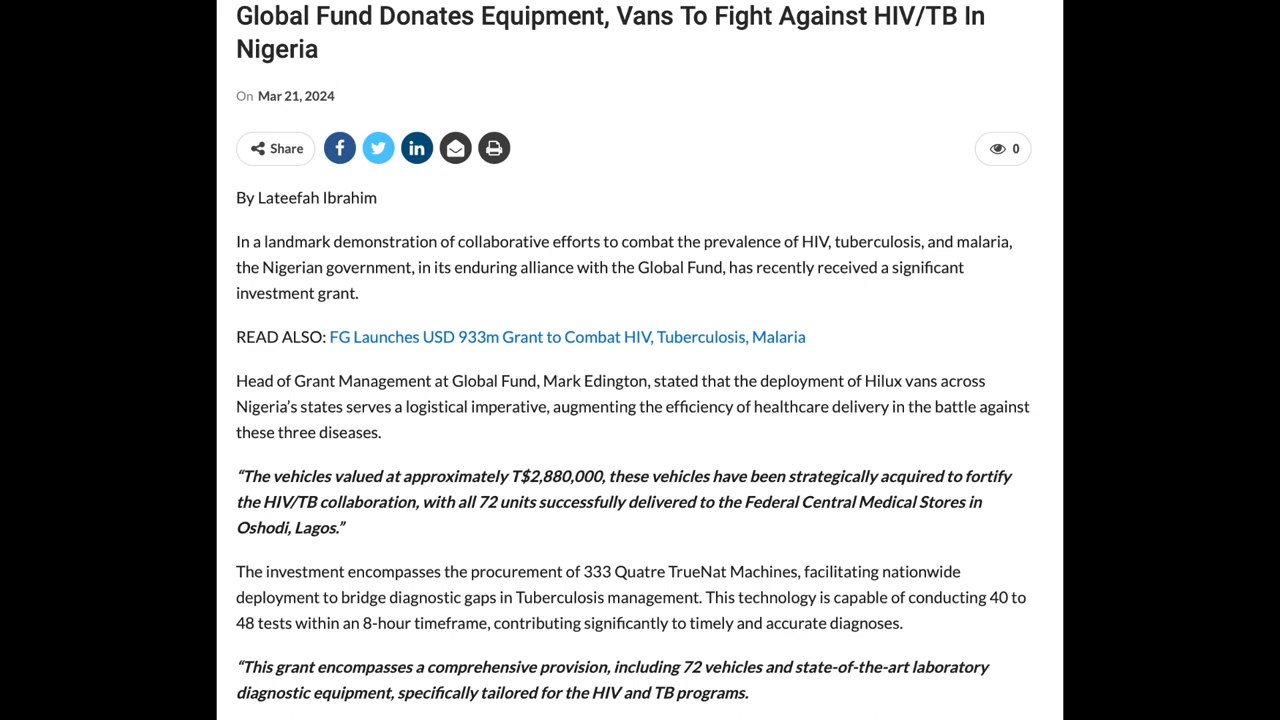 Global Fund Donates Equipment, Vans To Fight Against HIV/TB In
Nigeria
On Mar 21, 2024
Share
0
By Lateefah Ibrahim
In a landmark demonstration of collaborative efforts to combat the prevalence of HIV, tuberculosis, and malaria,
the Nigerian government, in its enduring alliance with the Global Fund, has recently received a significant
investment grant.
READ ALSO: FG Launches USD 933m Grant to Combat HIV, Tuberculosis, Malaria
Head of Grant Management at Global Fund, Mark Edington, stated that the deployment of Hilux vans across
Nigeria’s states serves a logistical imperative, augmenting the efficiency of healthcare delivery in the battle against
these three diseases.
“The vehicles valued at approximately T$2,880,000, these vehicles have been strategically acquired to fortify
the HIV/TB collaboration, with all 72 units successfully delivered to the Federal Central Medical Stores in
Oshodi, Lagos.”
The investment encompasses the procurement of 333 Quatre TrueNat Machines, facilitating nationwide
deployment to bridge diagnostic gaps in Tuberculosis management. This technology is capable of conducting 40 to
48 tests within an 8-hour timeframe, contributing significantly to timely and accurate diagnoses.
“This grant encompasses a comprehensive provision, including 72 vehicles and state-of-the-art laboratory
diagnostic equipment, specifically tailored for the HIV and TB programs.